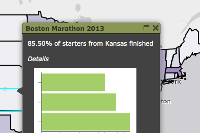 Boston Marathon 2013
85.50% of starters from Kansas finished
Details